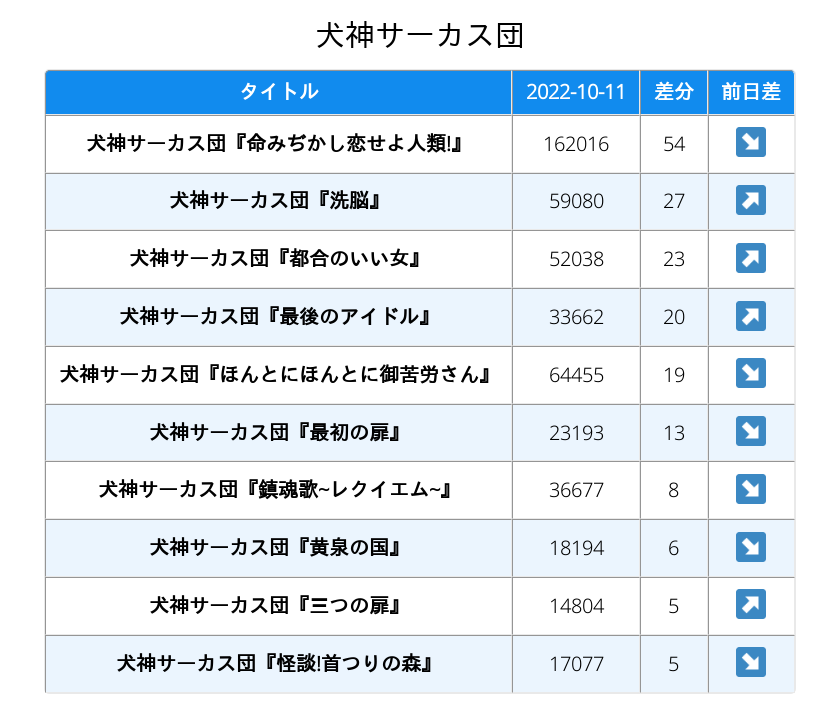 犬神サーカス団
タイトル 2022-10-11 差分 前日差
犬神サーカス団『命みぢかし恋せよ人類!』 162016 54 ↘
犬神サーカス団『洗脳』 59080 27 ↗
犬神サーカス団『都合のいい女』 52038 23 ↗
犬神サーカス団『最後のアイドル』 33662 20 ↗
犬神サーカス団『ほんとにほんとに御苦労さん』 64455 19 ↘
犬神サーカス団『最初の扉』 23193 13 ↘
犬神サーカス団『鎮魂歌~レクイエム~』 36677 8 ↘
犬神サーカス団『黄泉の国』 18194 6 ↘
犬神サーカス団『三つの扉』 14804 5 ↗
犬神サーカス団『怪談!首つりの森』 17077 5 ↘